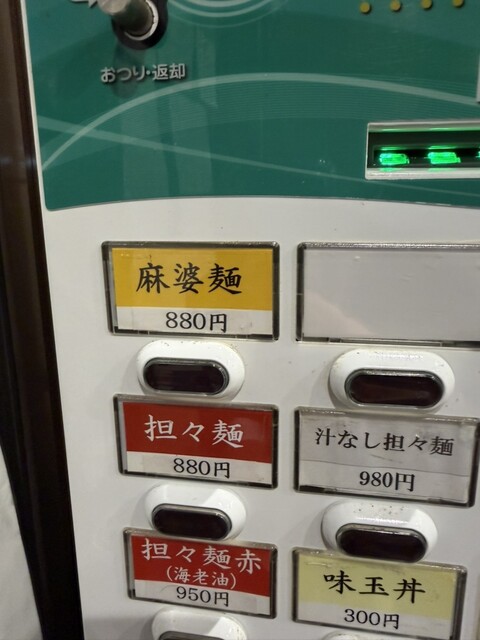 おつり・返却
麻婆麺
880円
担々麺
880円
汁なし担々麺
980円
担々麺赤
(海老油)
950円
味玉丼
300円